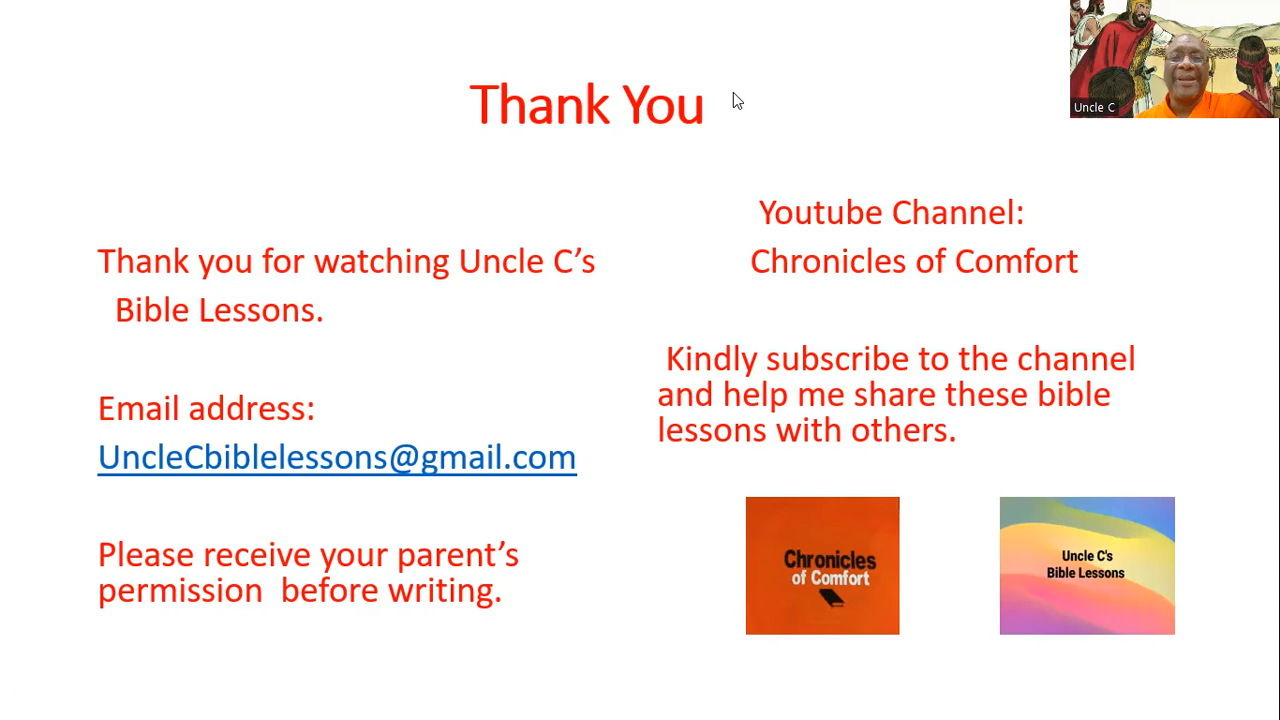 Thank You
Uncle C
Thank you for watching Uncle C’s
Bible Lessons.
Email address:
UncleCbiblelessons@gmail.com
Please receive your parent’s
permission before writing.
Youtube Channel:
Chronicles of Comfort
Kindly subscribe to the channel
and help me share these bible
lessons with others.
Chronicles
of Comfort
Uncle C's
Bible Lessons